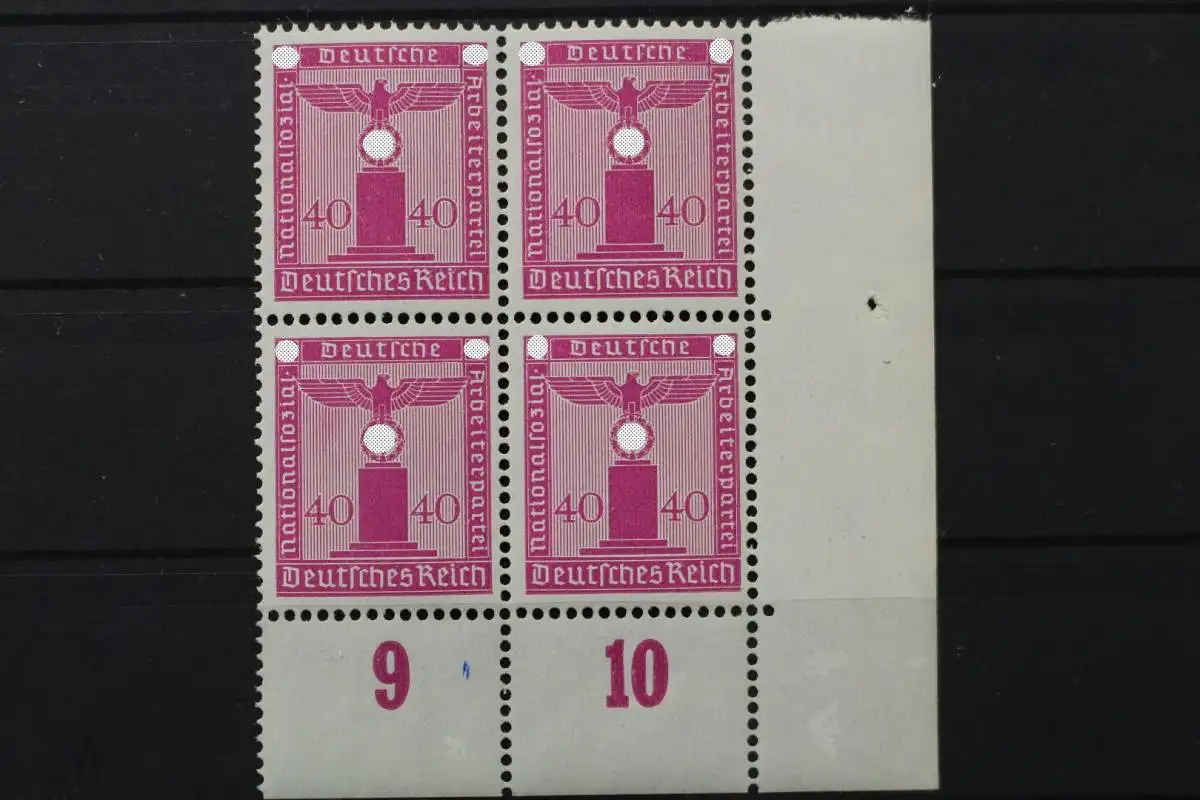 Deutsche
Nationalsozial.
Arbeiterpartei
40 40
Deutsches Reich
Deutsche
Nationalsozial.
Arbeiterpartei
40 40
Deutsches Reich
Deutsche
Nationalsozial.
Arbeiterpartei
40 40
Deutsches Reich
Deutsche
Nationalsozial.
Arbeiterpartei
40 40
Deutsches Reich
9 10